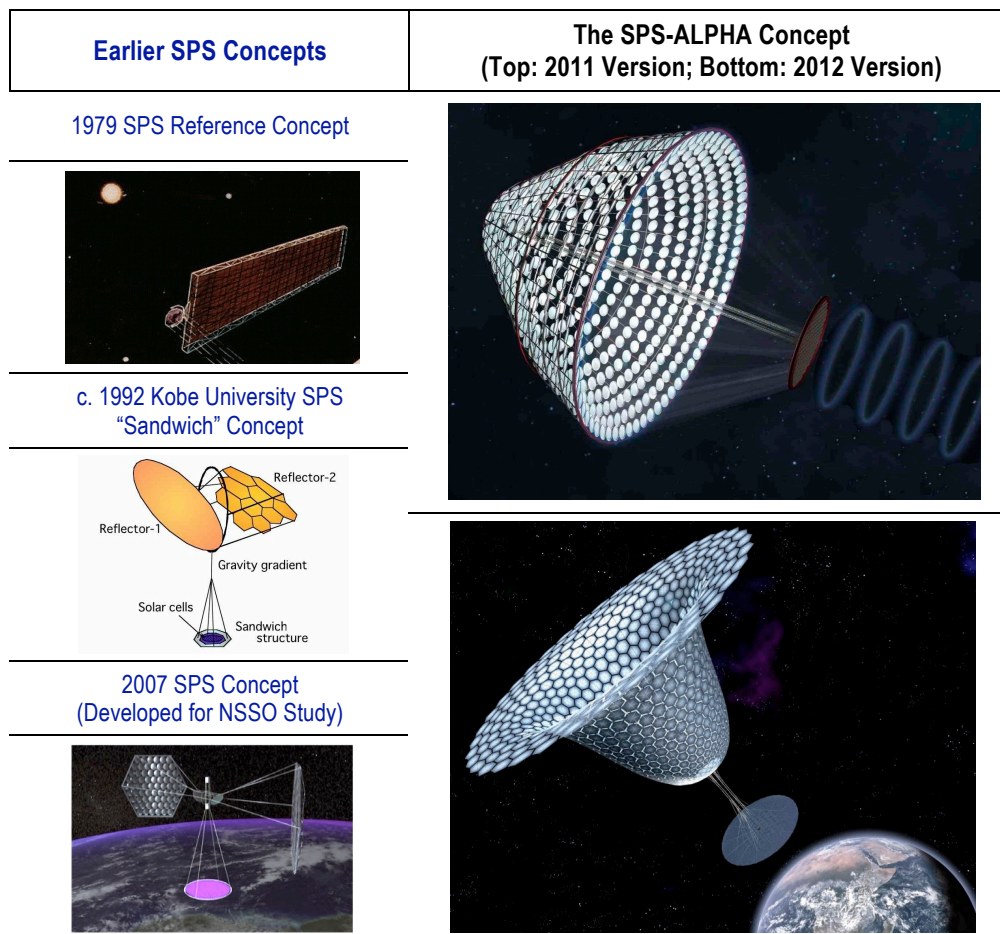 Earlier SPS Concepts
The SPS-ALPHA Concept
(Top: 2011 Version; Bottom: 2012 Version)
1979 SPS Reference Concept
c. 1992 Kobe University SPS
“Sandwich” Concept
Reflector-2
Reflector-1
Gravity gradient
Solar cells
Sandwich
structure
2007 SPS Concept
(Developed for NSSO Study)